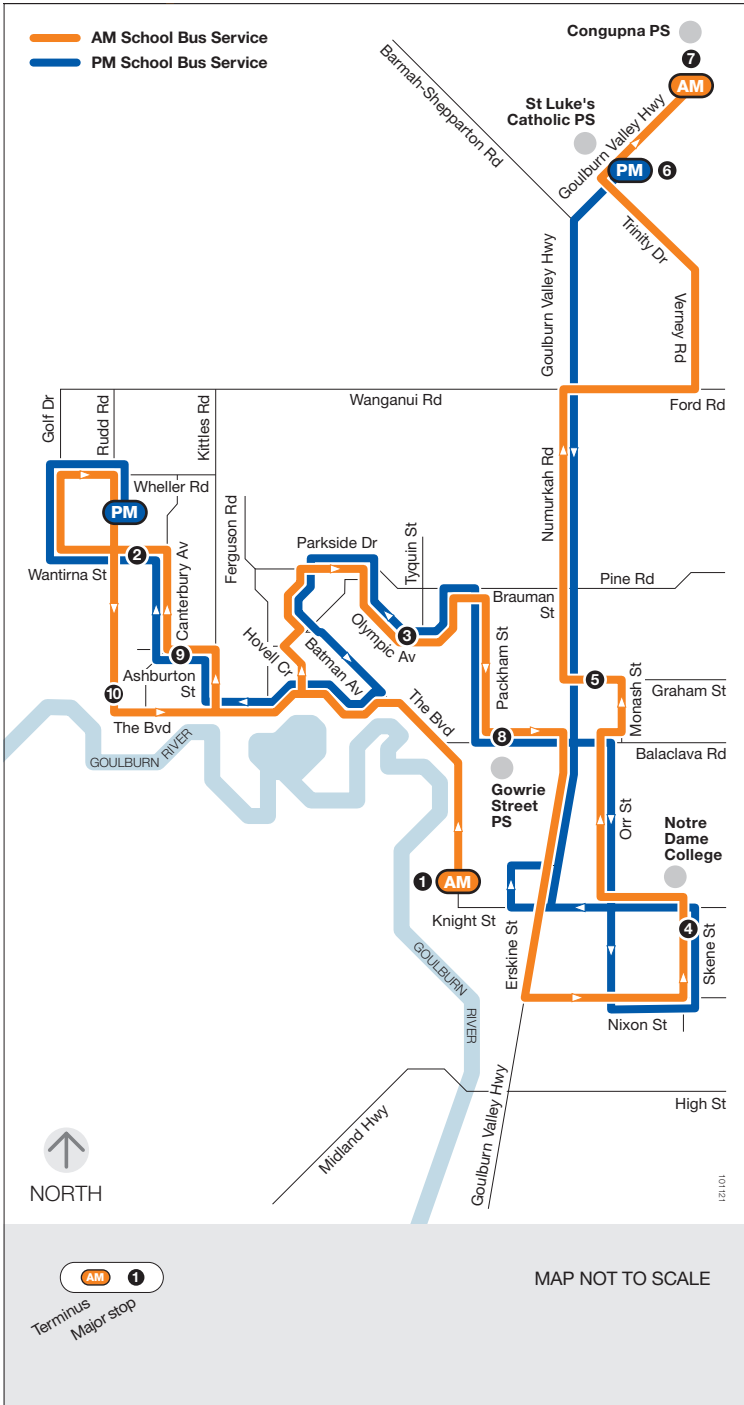 AM School Bus Service
PM School Bus Service
Congupna PS
7
AM
Barmah-Shepparton Rd
St Luke's
Catholic PS
Goulburn Valley Hwy
PM
6
Trinity Dr
Goulburn Valley Hwy
Verney Rd
Golf Dr
Rudd Rd
Kittles Rd
Wanganui Rd
Ford Rd
Wheller Rd
PM
Numurkah Rd
Ferguson Rd
Tyquin St
Parkside Dr
2
Wantirna St
Canterbury Av
Pine Rd
Brauman
St
3
Olympic
Av
Hovell Cr
Batman Av
Packham St
9
Ashburton
St
10
5
Graham St
Monash St
The Bvd
The Bvd
8
Balaclava Rd
GOULBURN
RIVER
Gowrie
Street
PS
Orr St
Notre
Dame
College
1
AM
Knight St
Erskine St
4
Skene St
GOULBURN
RIVER
Nixon St
High St
Midland Hwy
Goulburn Valley Hwy
NORTH
101121
AM
1
Terminus
Major stop
MAP NOT TO SCALE